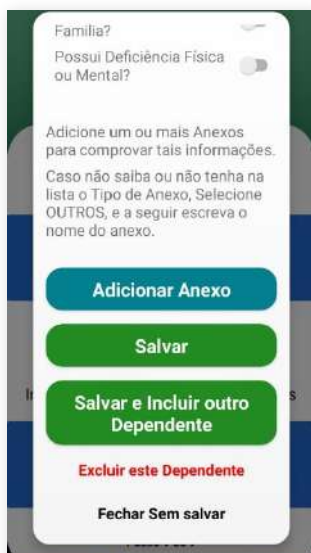 Familia?
Possui Deficiência Física
ou Mental?
Adicione um ou mais Anexos
para comprovar tais informações.
Caso não saiba ou não tenha na
lista o Tipo de Anexo, Selecione
OUTROS, e a seguir escreva o
nome do anexo.
Adicionar Anexo
Salvar
Salvar e Incluir outro
Dependente
Excluir este Dependente
Fechar Sem salvar